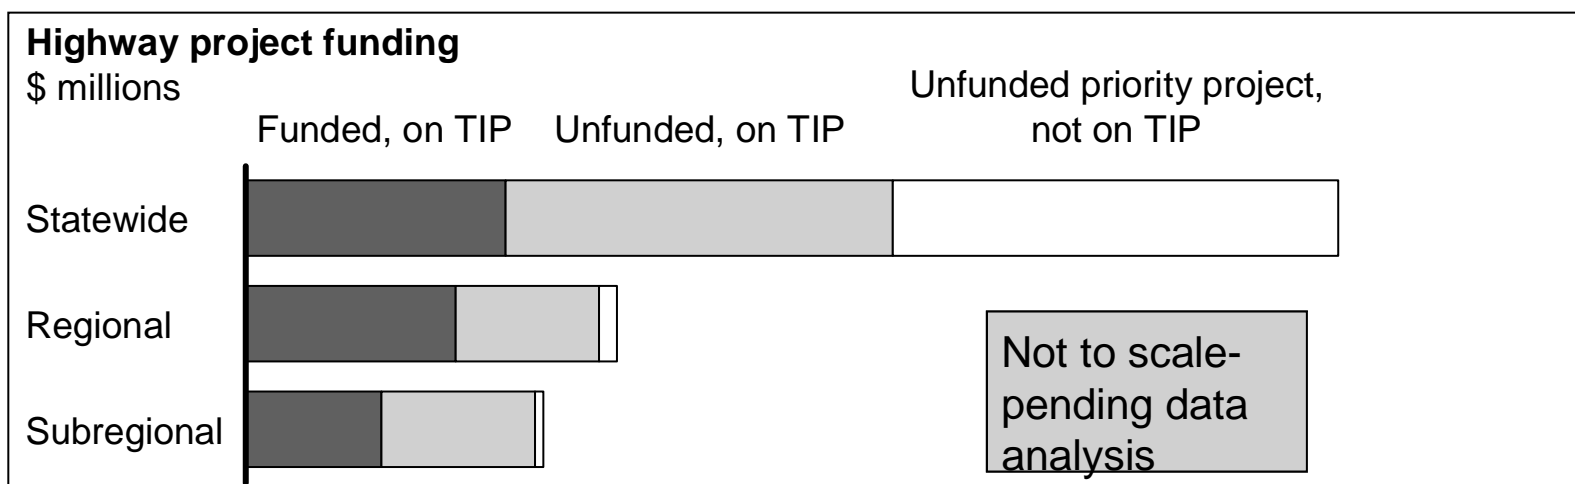 Highway project funding
$ millions
Funded, on TIP
Unfunded, on TIP
Unfunded priority project,
not on TIP
Statewide
Regional
Subregional
Not to scale-
pending data
analysis